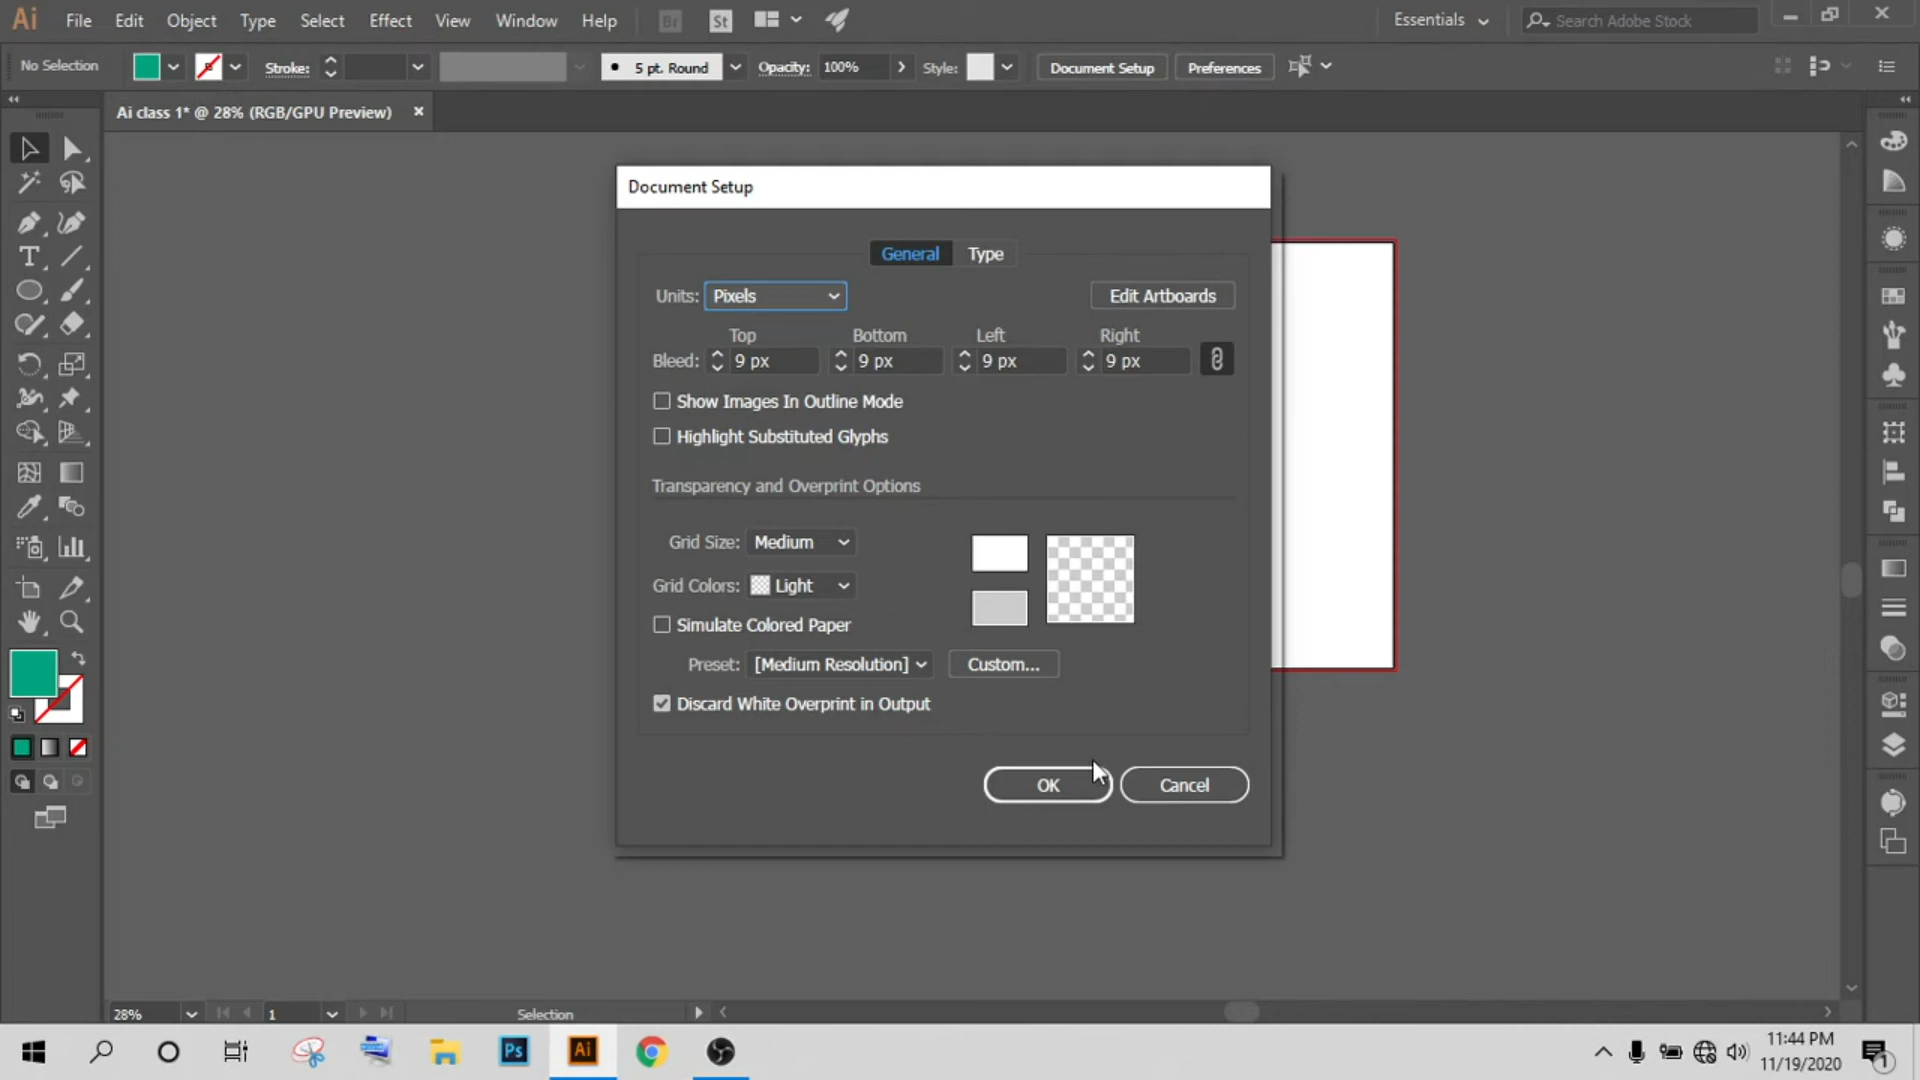 Ai File Edit Object Type Select Effect View Window Help Br St Essentials Search Adobe Stock
No Selection Stroke: 5 pt. Round Opacity: 100% Style: Document Setup Preferences
Ai class 1* @ 28% (RGB/GPU Preview)
Document Setup
General Type
Units: Pixels Edit Artboards
Top Bottom Left Right
Bleed: 9 px 9 px 9 px 9 px
Show Images In Outline Mode
Highlight Substituted Glyphs
Transparency and Overprint Options
Grid Size: Medium
Grid Colors: Light
Simulate Colored Paper
Preset: [Medium Resolution] Custom...
Discard White Overprint in Output
OK Cancel
28% 1 Selection
Ps Ai 11:44 PM
11/19/2020 1